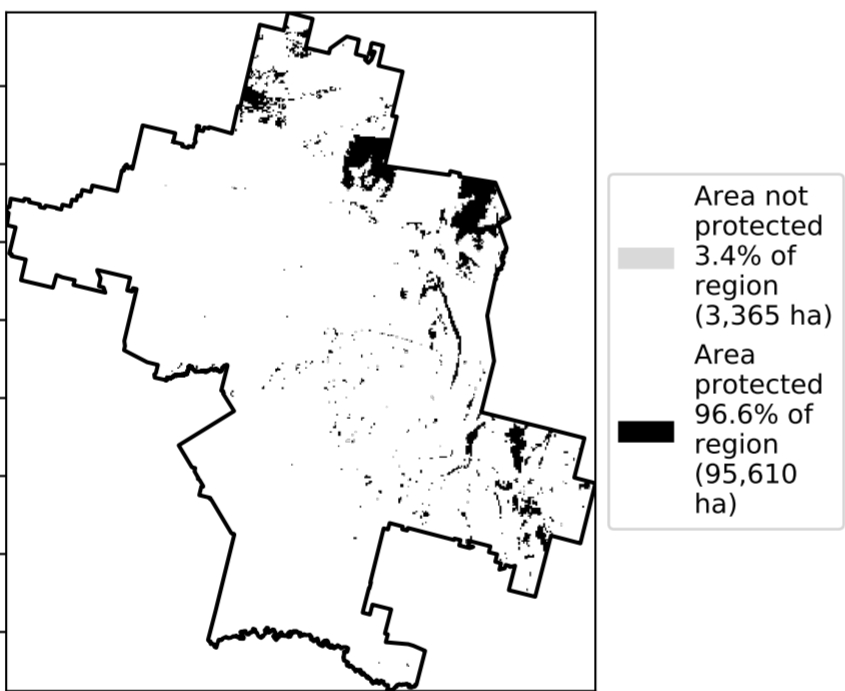 Area not
protected
3.4% of
region
(3,365 ha)
Area
protected
96.6% of
region
(95,610
ha)